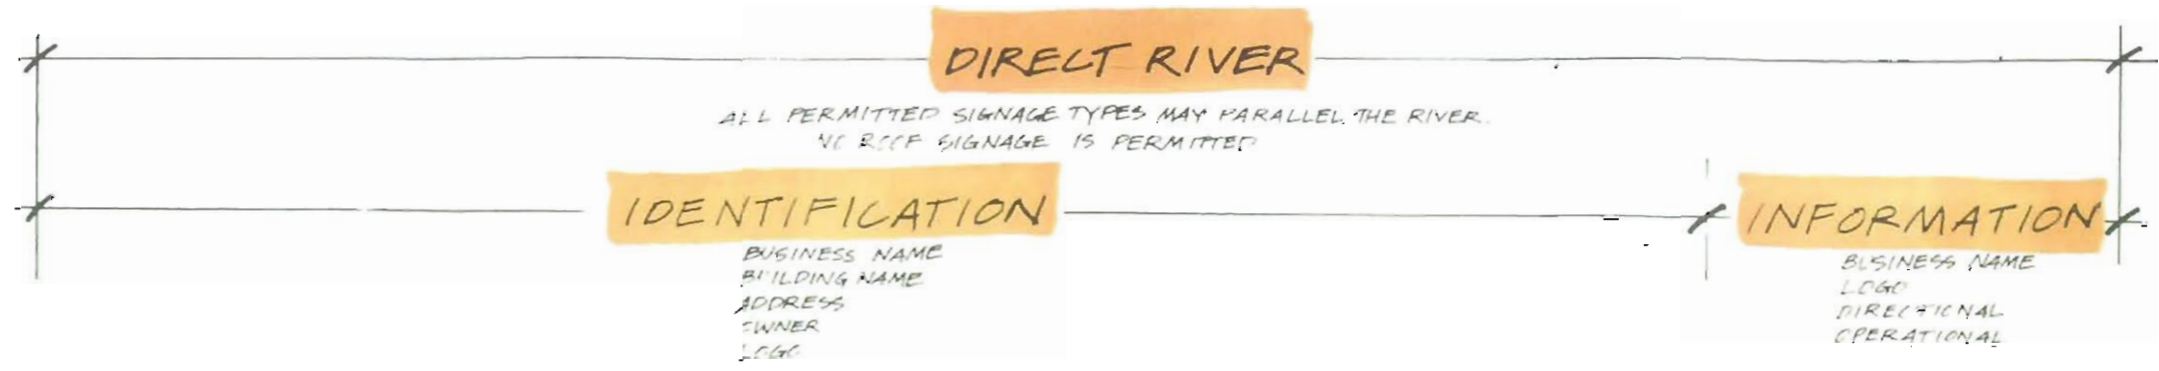 DIRECT RIVER
ALL PERMITTED SIGNAGE TYPES MAY PARALLEL THE RIVER.
NO ROOF SIGNAGE IS PERMITTED
IDENTIFICATION
BUSINESS NAME
BUILDING NAME
ADDRESS
OWNER
LOGO
INFORMATION
BUSINESS NAME
LOGO
DIRECTIONAL
OPERATIONAL